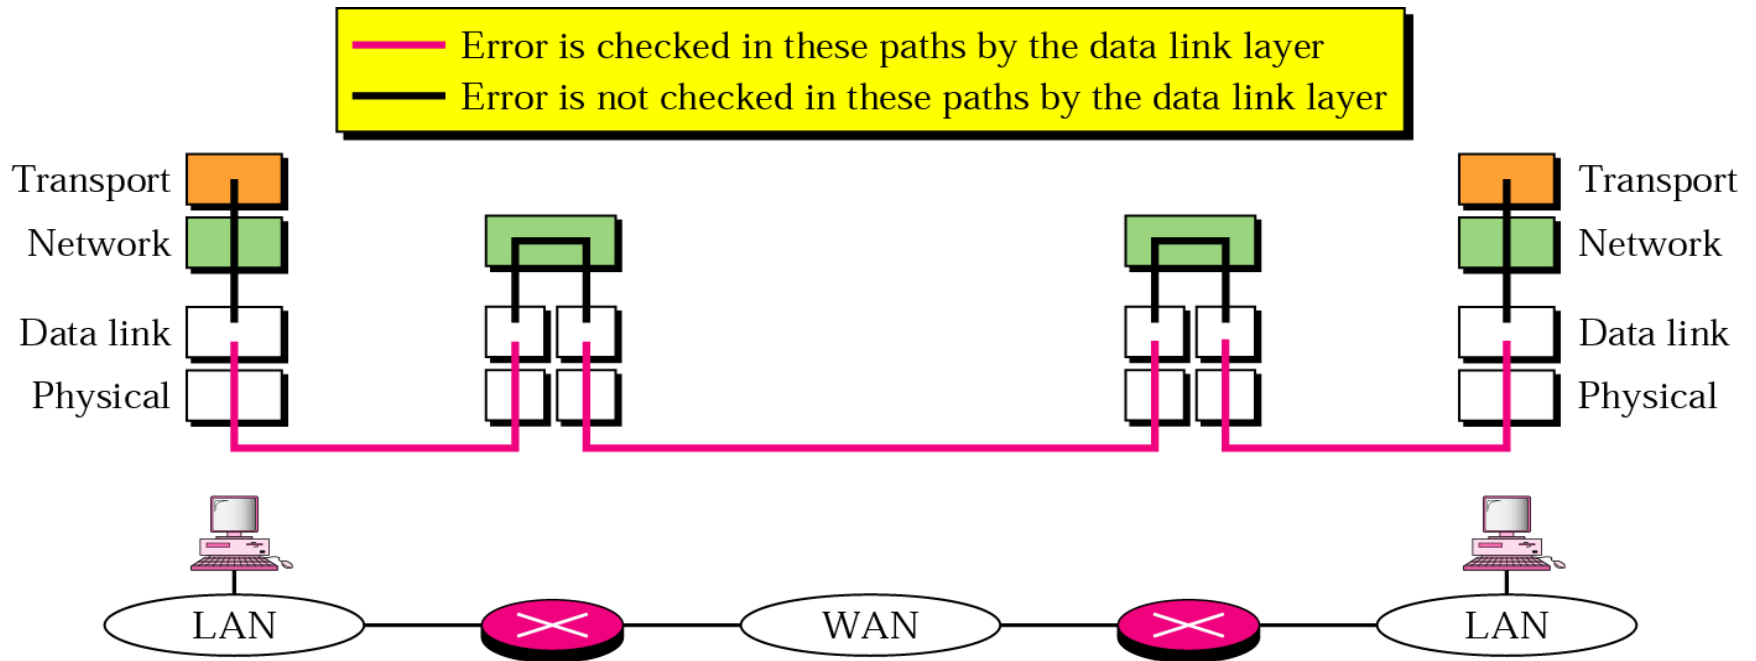 Error is checked in these paths by the data link layer
Error is not checked in these paths by the data link layer
Transport
Transport
Network
Network
Data link
Data link
Physical
Physical
LAN
WAN
LAN